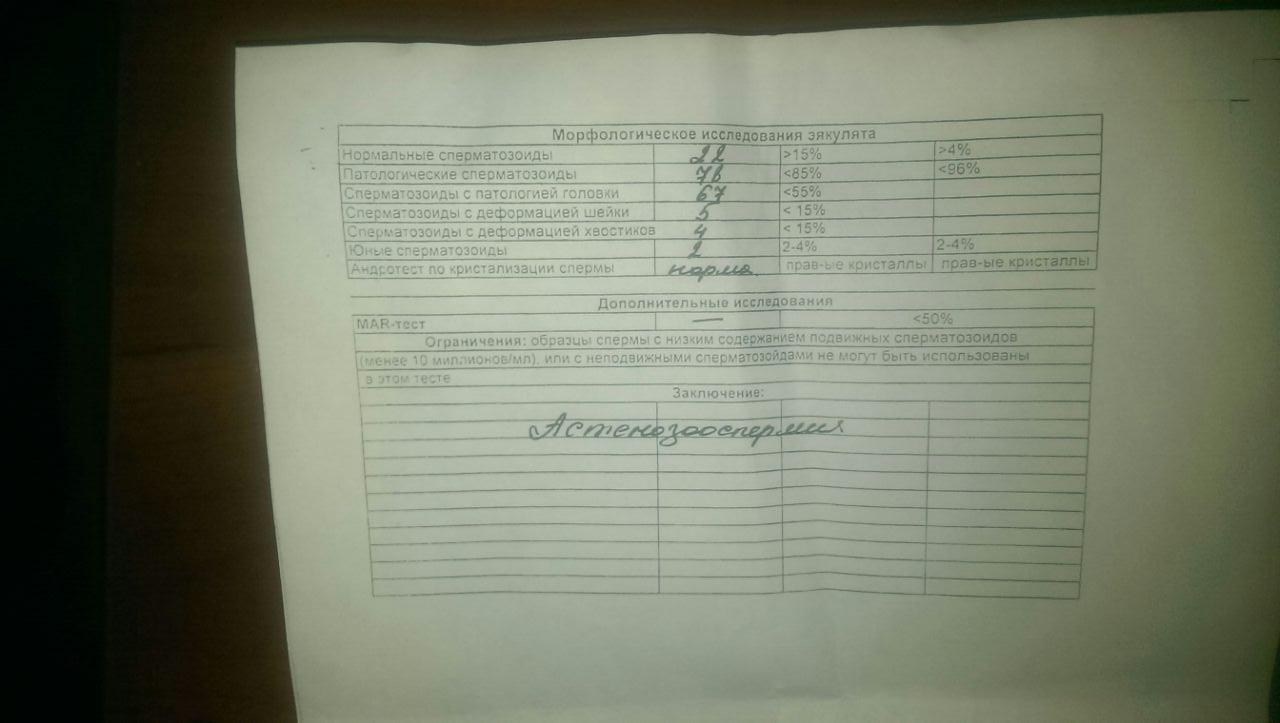 Морфологическое исследования эякулята
Нормальные сперматозоиды 22 >15% >4%
Патологические сперматозоиды 78 <85% <96%
Сперматозоиды с патологией головки 67 <55%
Сперматозоиды с деформацией шейки 5 < 15%
Сперматозоиды с деформацией хвостиков 4 < 15%
Юные сперматозоиды 2 2-4% 2-4%
Андротест по кристализации спермы норма прав-ые кристаллы прав-ые кристаллы
Дополнительные исследования
MAR-тест — <50%
Ограничения: образцы спермы с низким содержанием подвижных сперматозоидов
(менее 10 миллионов/мл), или с неподвижными сперматозойдами не могут быть использованы
в этом тесте
Заключение:
Астенозооспермия